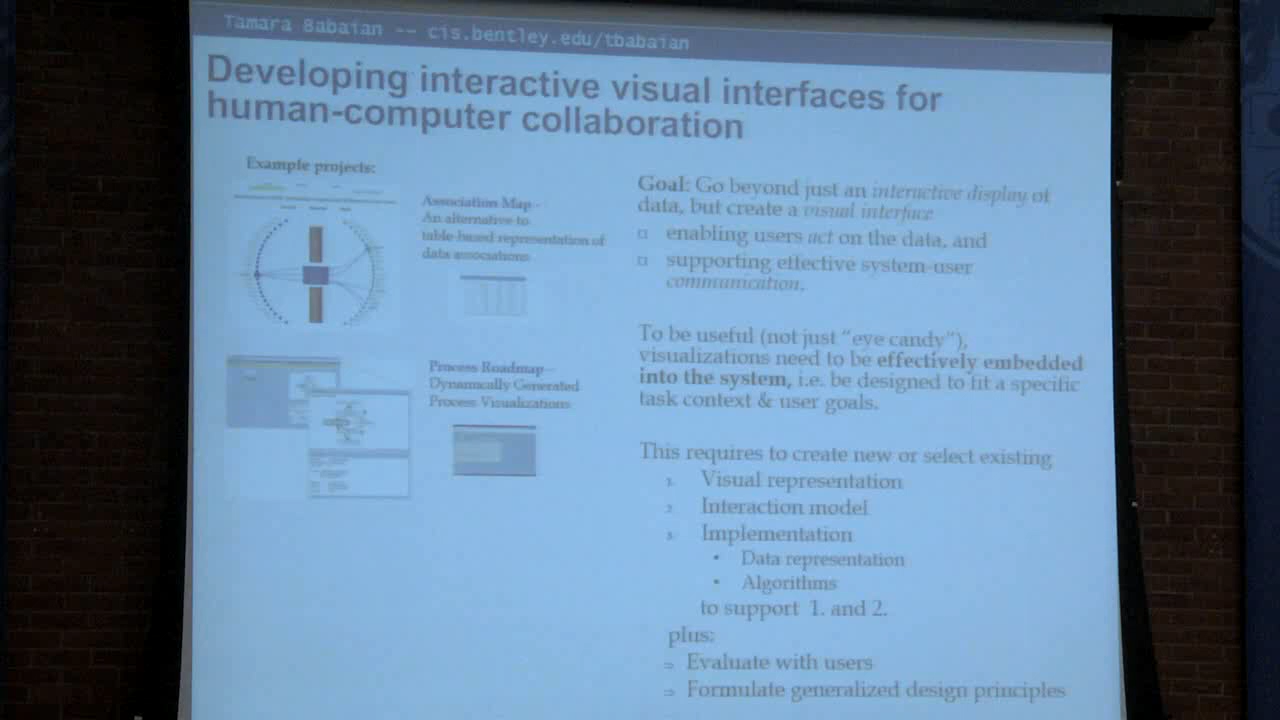 Tamara Babaian -- cis.bentley.edu/tbabaian
Developing interactive visual interfaces for
human-computer collaboration
Example projects:
Association Map -
An alternative to
table-based representation of
data associations
Process Roadmap –
Dynamically Generated
Process Visualizations
Goal: Go beyond just an interactive display of
data, but create a visual interface
enabling users act on the data, and
supporting effective system-user
communication.
To be useful (not just “eye candy”),
visualizations need to be effectively embedded
into the system, i.e. be designed to fit a specific
task context & user goals.
This requires to create new or select existing
1. Visual representation
2. Interaction model
3. Implementation
• Data representation
• Algorithms
to support 1. and 2.
plus:
⇒ Evaluate with users
⇒ Formulate generalized design principles